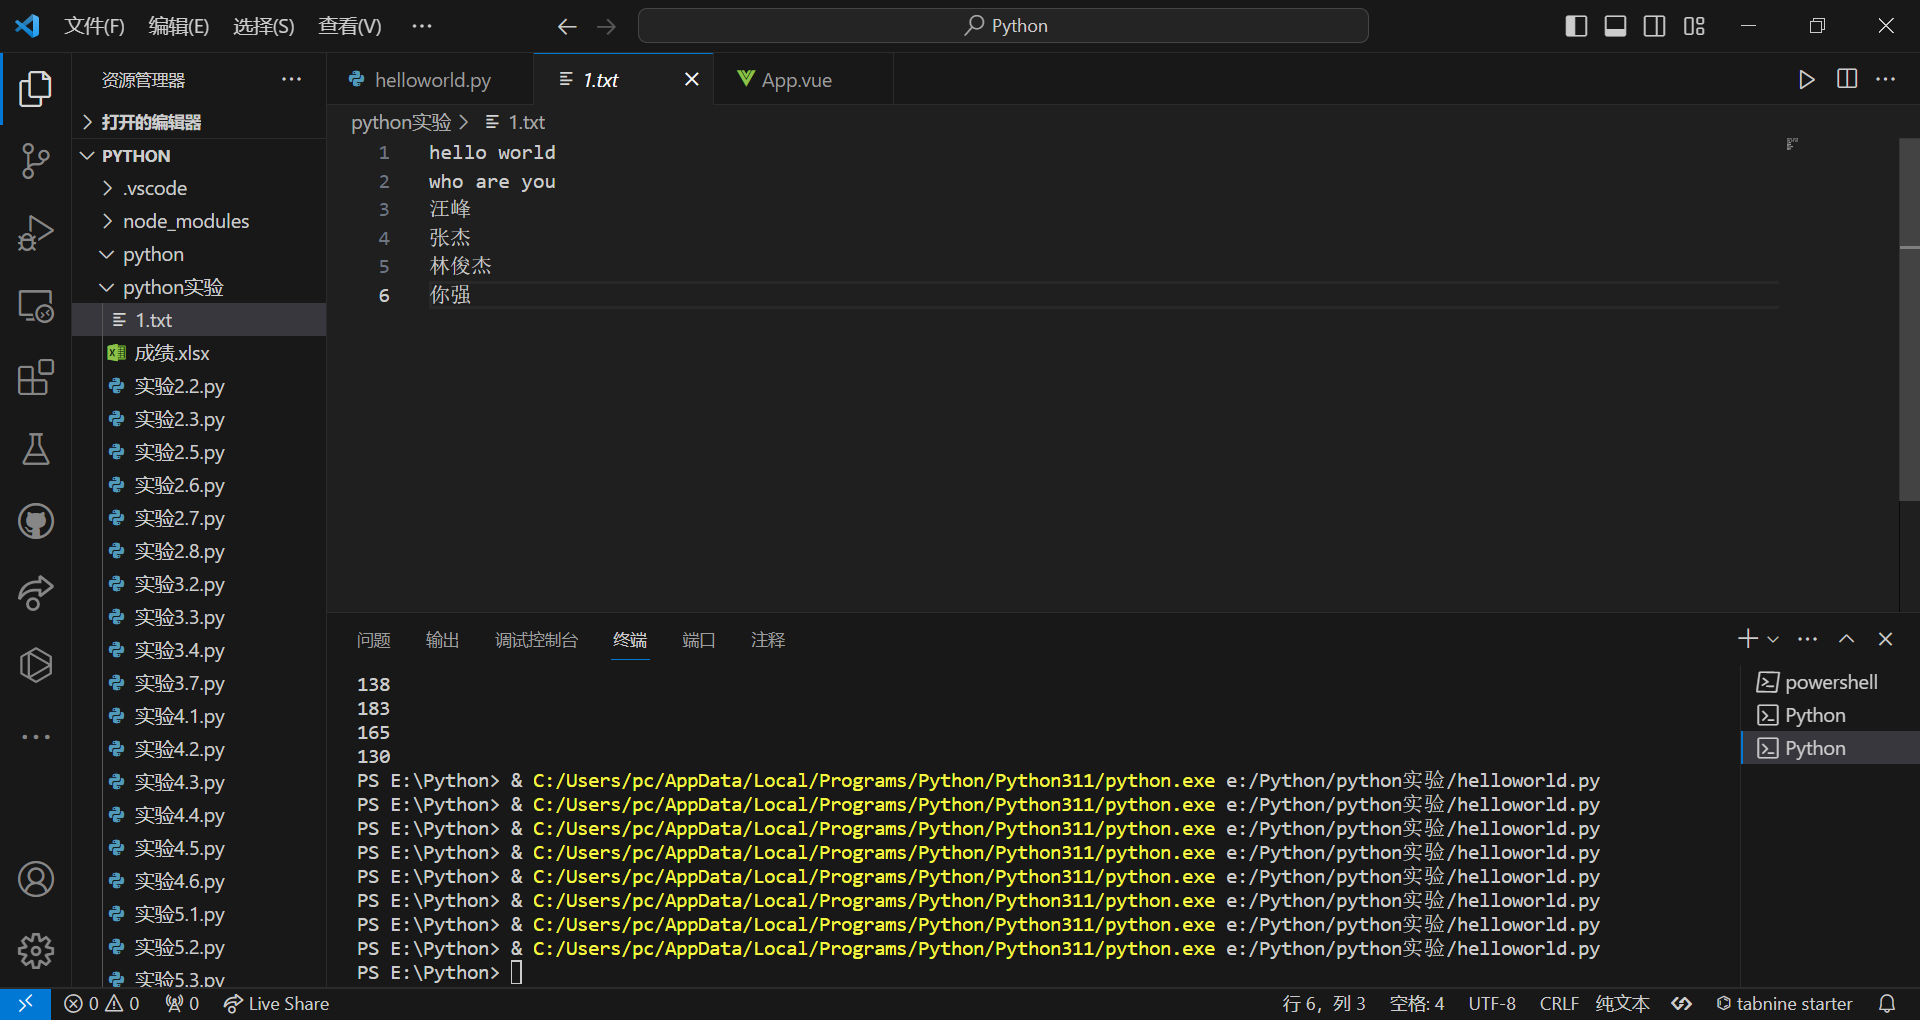 文件(F) 编辑(E) 选择(S) 查看(V) ··· Python
资源管理器 ···
helloworld.py 1.txt App.vue
打开的编辑器
PYTHON
.vscode
node_modules
python
python实验
1.txt
成绩.xlsx
实验2.2.py
实验2.3.py
实验2.5.py
实验2.6.py
实验2.7.py
实验2.8.py
实验3.2.py
实验3.3.py
实验3.4.py
实验3.7.py
实验4.1.py
实验4.2.py
实验4.3.py
实验4.4.py
实验4.5.py
实验4.6.py
实验5.1.py
实验5.2.py
实验5.3.py
python实验 > 1.txt
1 hello world
2 who are you
3 汪峰
4 张杰
5 林俊杰
6 你强
问题 输出 调试控制台 终端 端口 注释
138
183
165
130
PS E:\Python> & C:/Users/pc/AppData/Local/Programs/Python/Python311/python.exe e:/Python/python实验/helloworld.py
PS E:\Python> & C:/Users/pc/AppData/Local/Programs/Python/Python311/python.exe e:/Python/python实验/helloworld.py
PS E:\Python> & C:/Users/pc/AppData/Local/Programs/Python/Python311/python.exe e:/Python/python实验/helloworld.py
PS E:\Python> & C:/Users/pc/AppData/Local/Programs/Python/Python311/python.exe e:/Python/python实验/helloworld.py
PS E:\Python> & C:/Users/pc/AppData/Local/Programs/Python/Python311/python.exe e:/Python/python实验/helloworld.py
PS E:\Python> & C:/Users/pc/AppData/Local/Programs/Python/Python311/python.exe e:/Python/python实验/helloworld.py
PS E:\Python> & C:/Users/pc/AppData/Local/Programs/Python/Python311/python.exe e:/Python/python实验/helloworld.py
PS E:\Python> & C:/Users/pc/AppData/Local/Programs/Python/Python311/python.exe e:/Python/python实验/helloworld.py
PS E:\Python>
powershell
Python
Python
0 0 0 Live Share 行 6, 列 3 空格: 4 UTF-8 CRLF 纯文本 tabnine starter